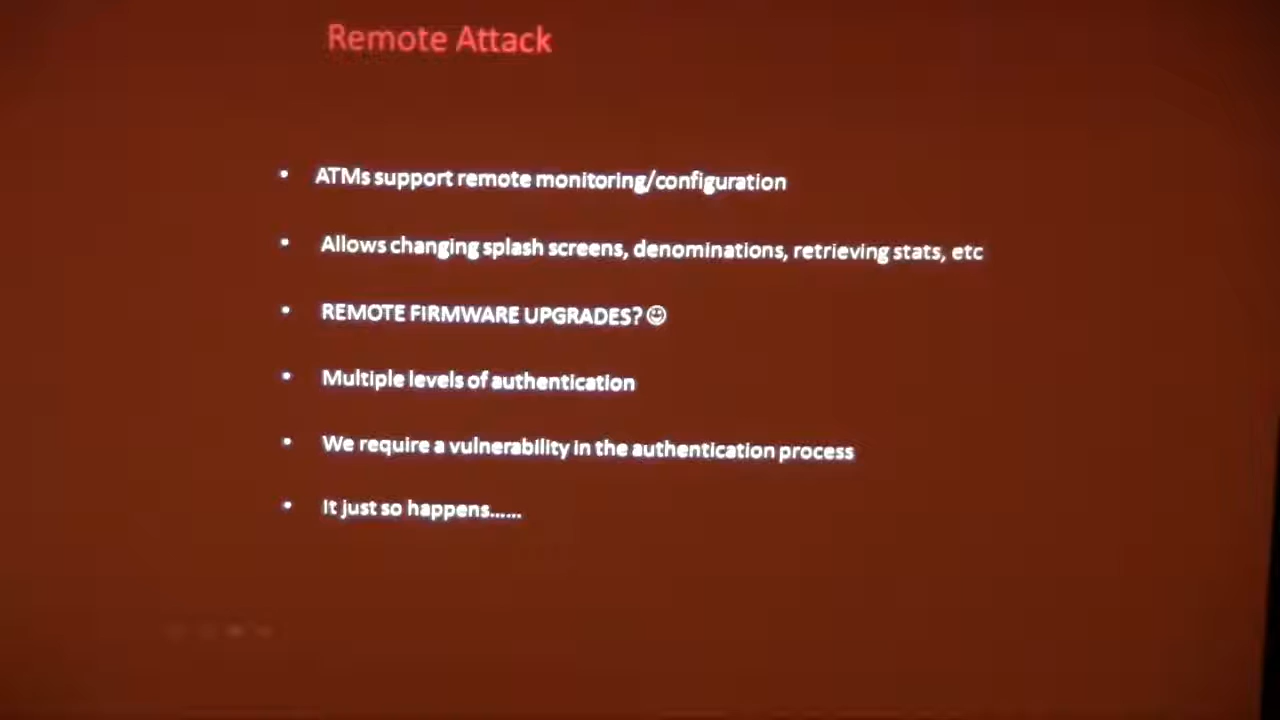 Remote Attack
• ATMs support remote monitoring/configuration
• Allows changing splash screens, denominations, retrieving stats, etc
• REMOTE FIRMWARE UPGRADES? ☺
• Multiple levels of authentication
• We require a vulnerability in the authentication process
• It just so happens......